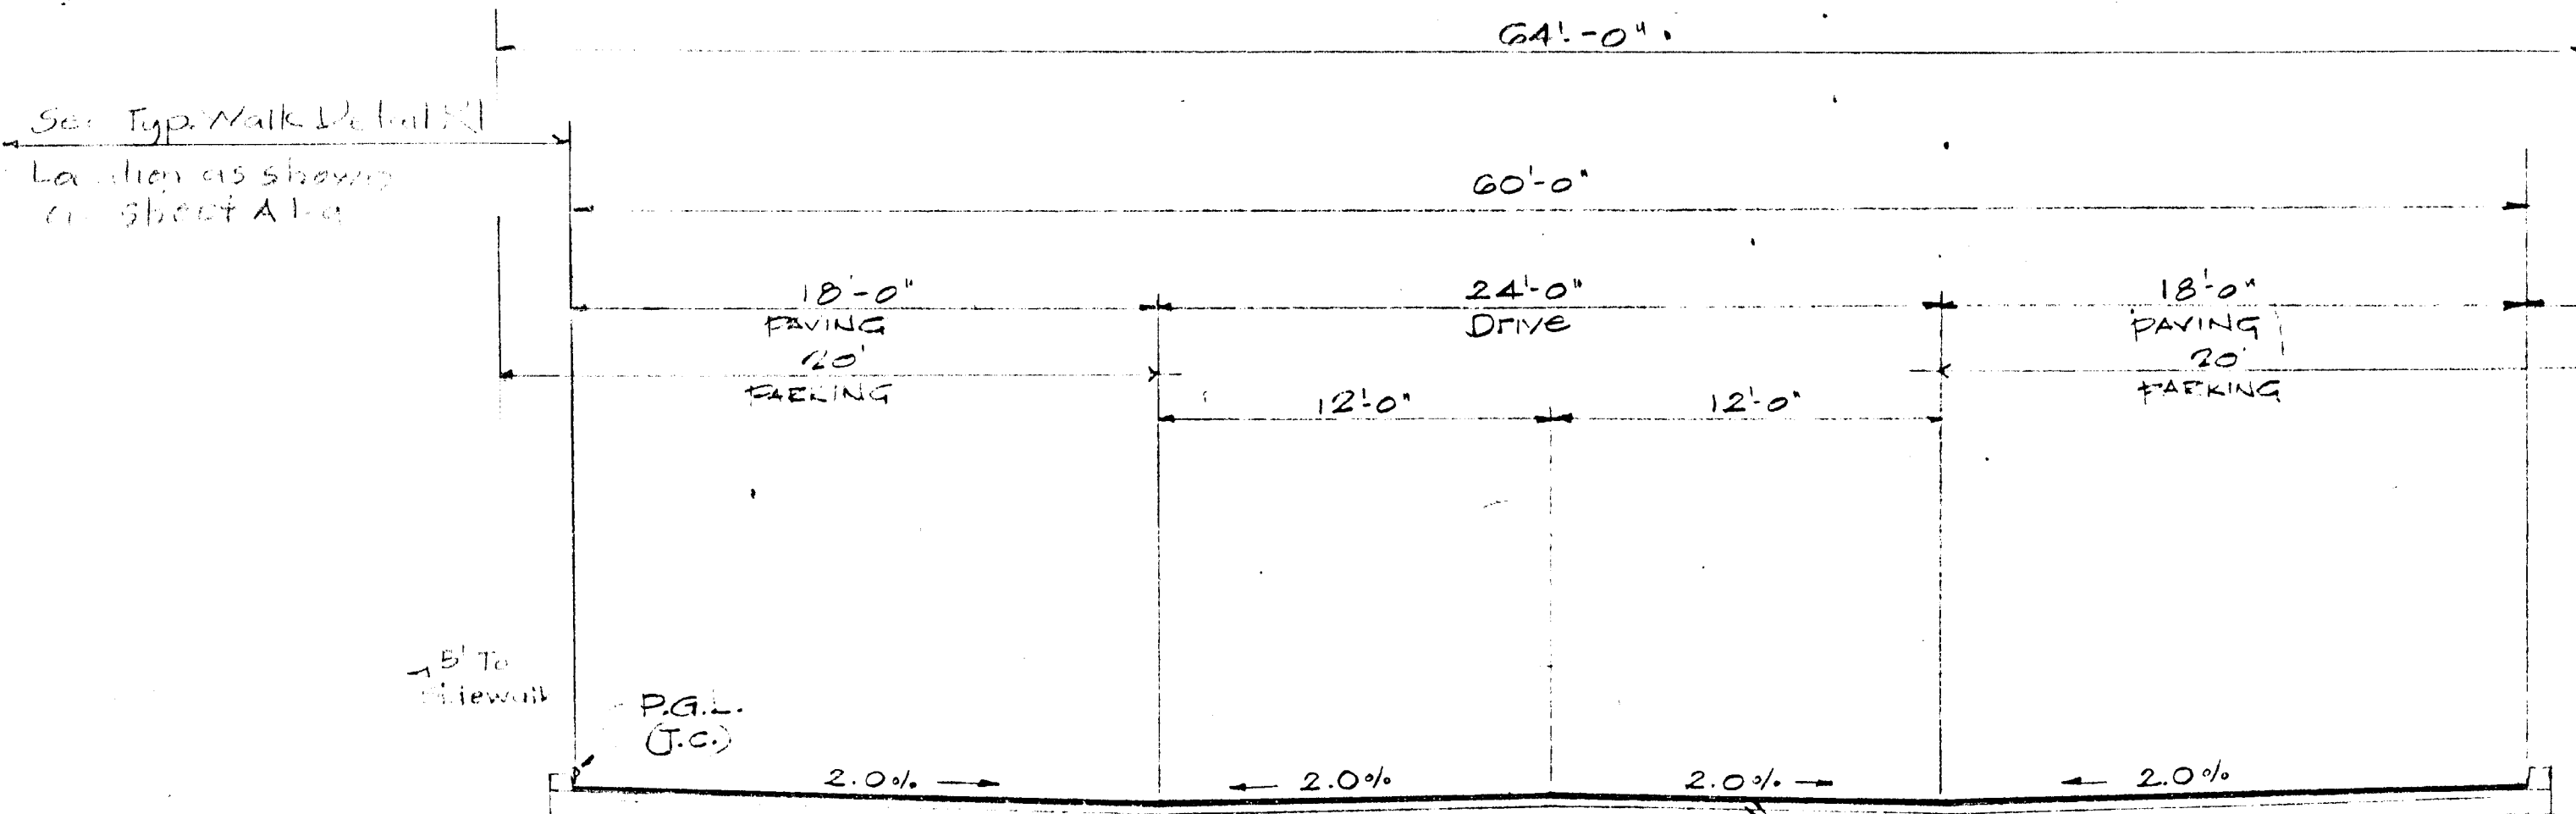 64'-0"
See Typ. Walk Detail
Location as shown
on Sheet A1-a
60'-0"
18'-0"
PAVING
20'
PARKING
24'-0"
Drive
18'-0"
PAVING
20'
PARKING
12'-0"
12'-0"
5' To
Sidewalk
P.G.L.
(T.C.)
2.0%
2.0%
2.0%
2.0%